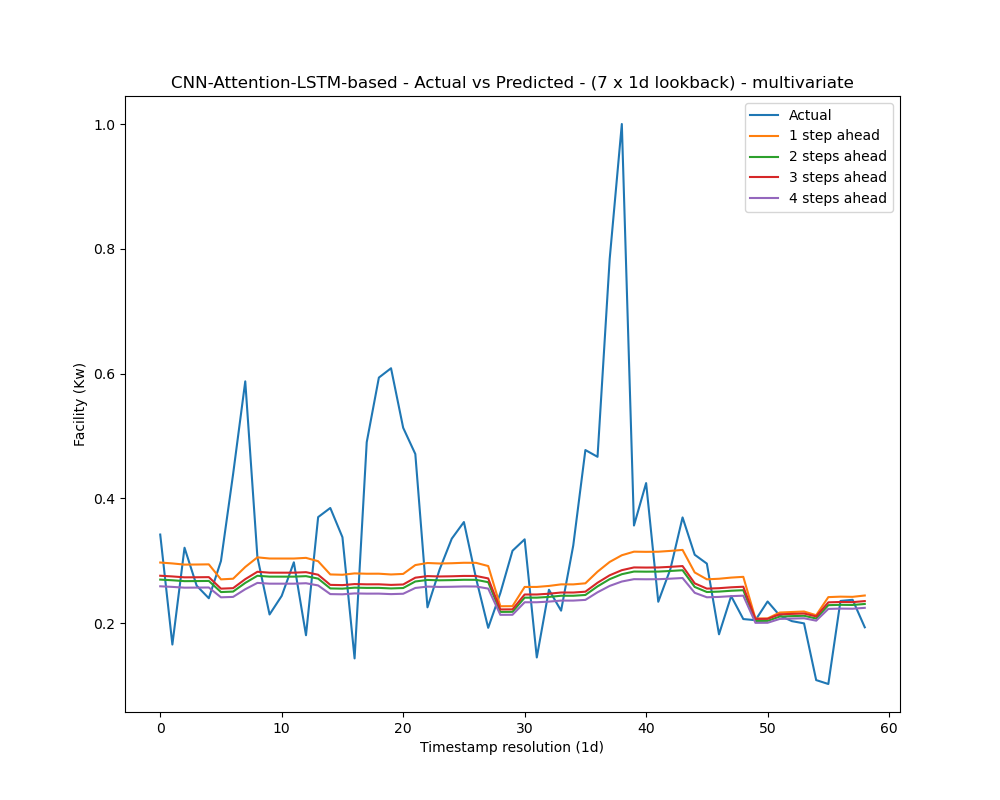 CNN-Attention-LSTM-based - Actual vs Predicted - (7 x 1d lookback) - multivariate
Actual
1 step ahead
2 steps ahead
3 steps ahead
4 steps ahead
1.0
0.8
0.6
0.4
0.2
Facility (Kw)
0 10 20 30 40 50 60
Timestamp resolution (1d)